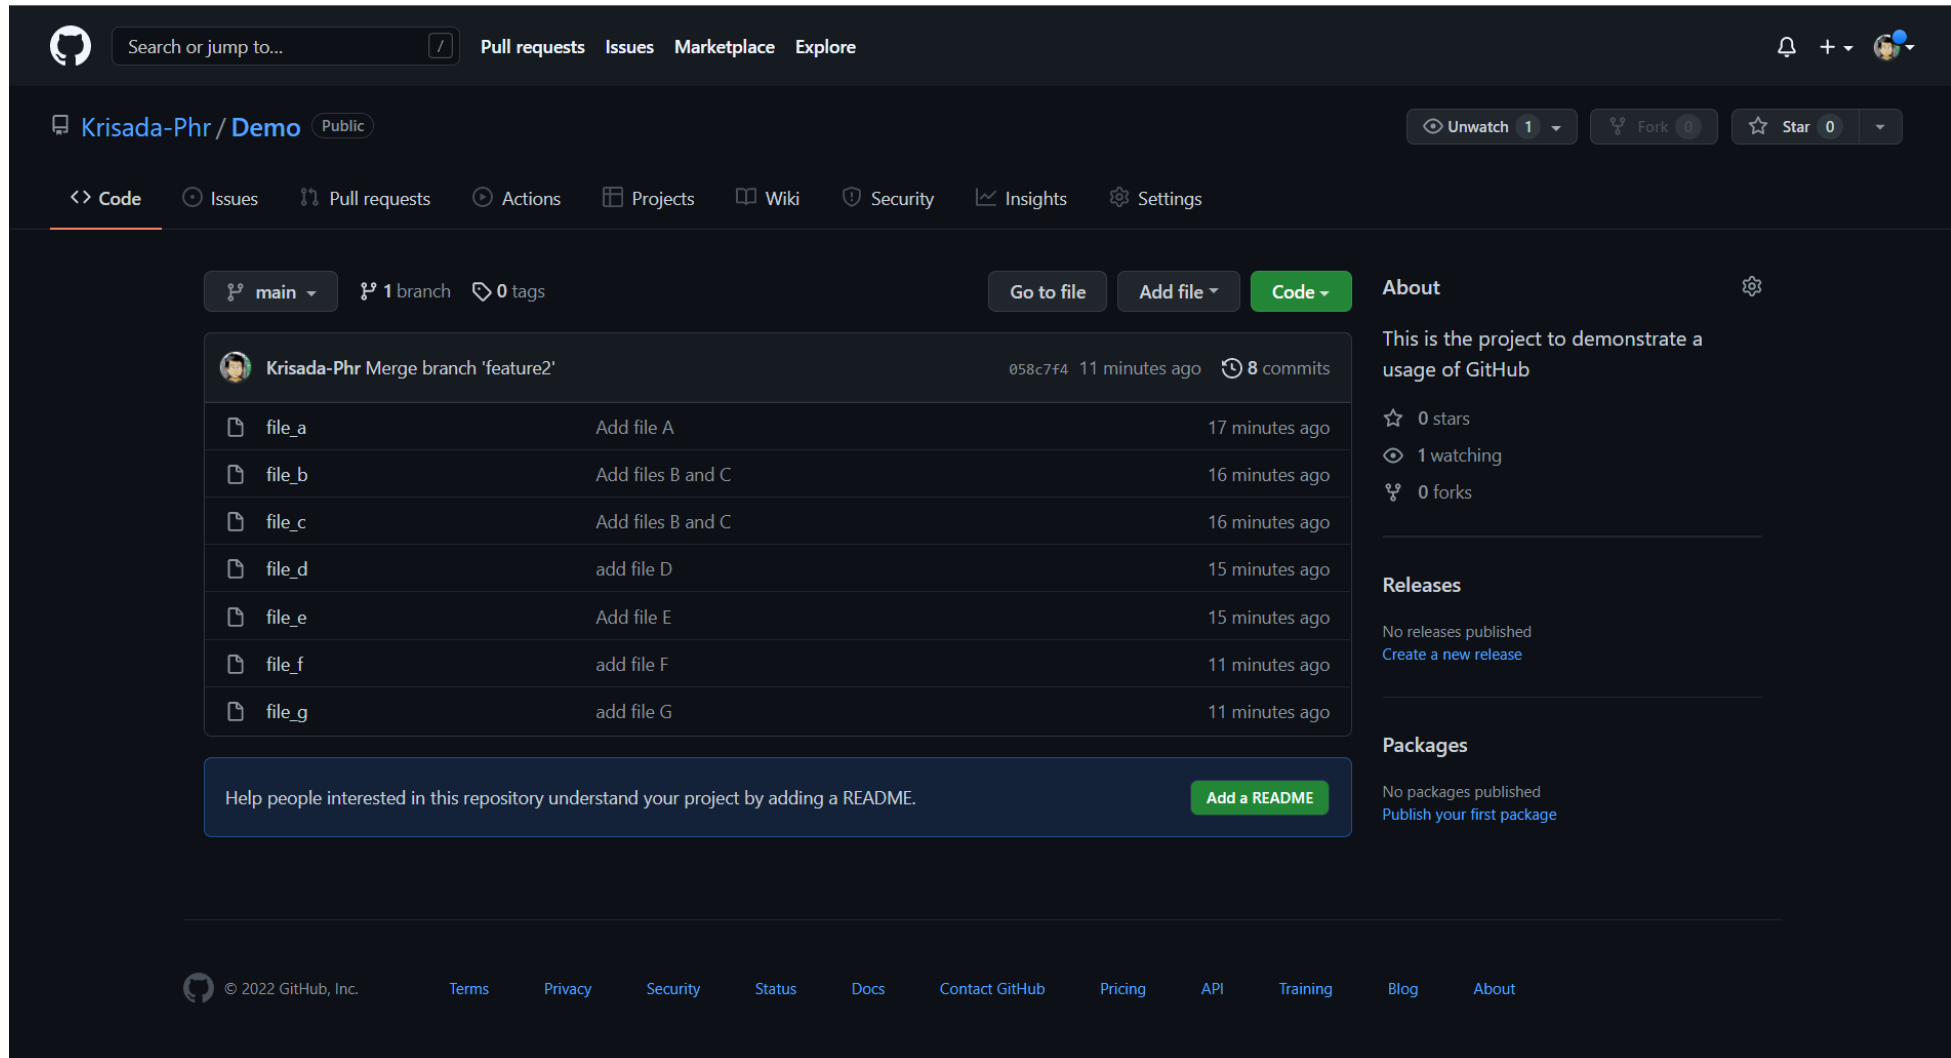 Search or jump to... / Pull requests Issues Marketplace Explore
Krisada-Phr / Demo Public Unwatch 1 Fork 0 Star 0
Code Issues Pull requests Actions Projects Wiki Security Insights Settings
main 1 branch 0 tags Go to file Add file Code
Krisada-Phr Merge branch 'feature2' 058c7f4 11 minutes ago 8 commits
file_a Add file A 17 minutes ago
file_b Add files B and C 16 minutes ago
file_c Add files B and C 16 minutes ago
file_d add file D 15 minutes ago
file_e Add file E 15 minutes ago
file_f add file F 11 minutes ago
file_g add file G 11 minutes ago
Help people interested in this repository understand your project by adding a README. Add a README
About
This is the project to demonstrate a
usage of GitHub
0 stars
1 watching
0 forks
Releases
No releases published
Create a new release
Packages
No packages published
Publish your first package
© 2022 GitHub, Inc. Terms Privacy Security Status Docs Contact GitHub Pricing API Training Blog About